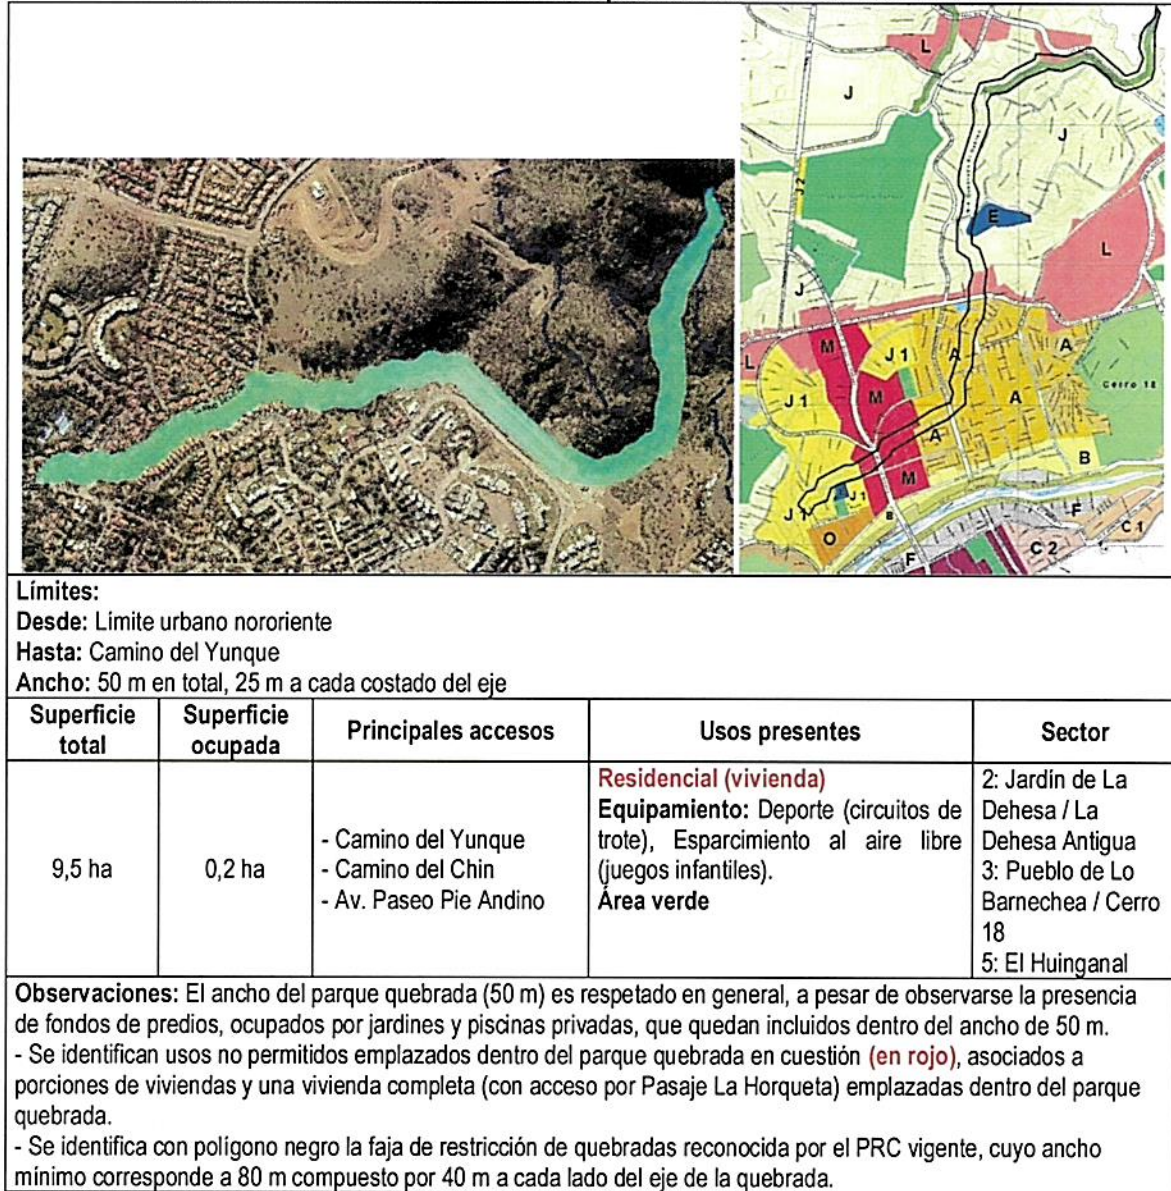 L
J
J
J 2
E
L
J
M
J 1
A
A
L
J 1
M
A
Cerro 18
A
B
M
J 1
J 1
B
F
O
C 1
C 2
F
Límites:
Desde: Limite urbano nororiente
Hasta: Camino del Yunque
Ancho: 50 m en total, 25 m a cada costado del eje
Superficie total
Superficie ocupada
Principales accesos
Usos presentes
Sector
9,5 ha
0,2 ha
- Camino del Yunque
- Camino del Chin
- Av. Paseo Pie Andino
Residencial (vivienda)
Equipamiento: Deporte (circuitos de
trote), Esparcimiento al aire libre
(juegos infantiles).
Área verde
2: Jardín de La
Dehesa / La
Dehesa Antigua
3: Pueblo de Lo
Barnechea / Cerro
18
5: El Huinganal
Observaciones: El ancho del parque quebrada (50 m) es respetado en general, a pesar de observarse la presencia
de fondos de predios, ocupados por jardines y piscinas privadas, que quedan incluidos dentro del ancho de 50 m.
- Se identifican usos no permitidos emplazados dentro del parque quebrada en cuestión (en rojo), asociados a
porciones de viviendas y una vivienda completa (con acceso por Pasaje La Horqueta) emplazadas dentro del parque
quebrada.
- Se identifica con polígono negro la faja de restricción de quebradas reconocida por el PRC vigente, cuyo ancho
mínimo corresponde a 80 m compuesto por 40 m a cada lado del eje de la quebrada.